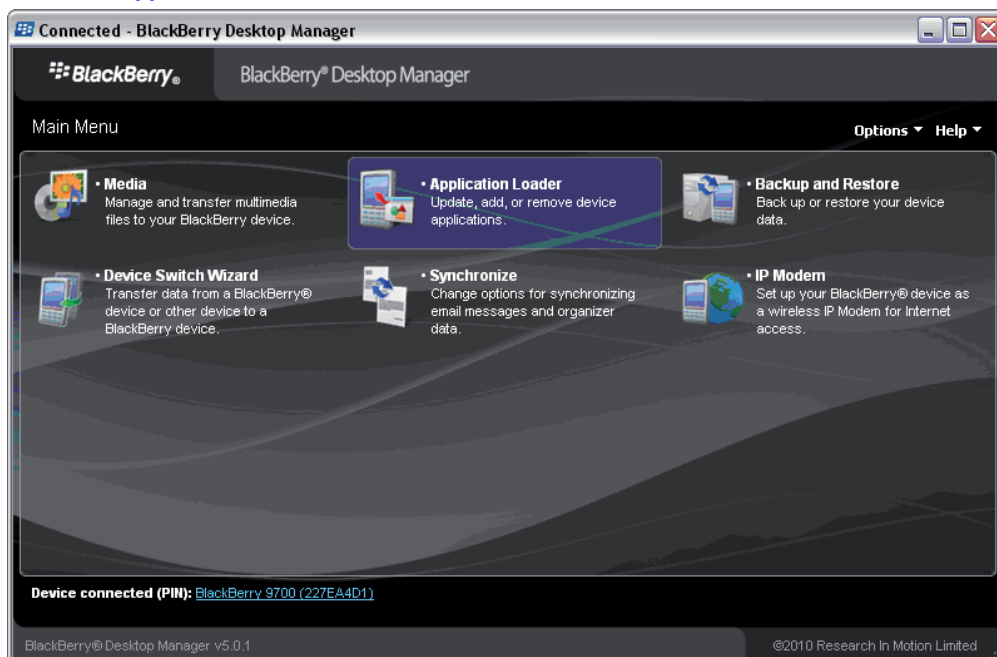 Connected - BlackBerry Desktop Manager
BlackBerry®
BlackBerry® Desktop Manager
Main Menu
Options
Help
· Media
Manage and transfer multimedia
files to your BlackBerry device.
· Application Loader
Update, add, or remove device
applications.
· Backup and Restore
Back up or restore your device
data.
· Device Switch Wizard
Transfer data from a BlackBerry®
device or other device to a
BlackBerry device.
· Synchronize
Change options for synchronizing
email messages and organizer
data.
· IP Modem
Set up your BlackBerry® device as
a wireless IP Modem for Internet
access.
Device connected (PIN): BlackBerry 9700 (227EA4D1)
BlackBerry® Desktop Manager v5.0.1
©2010 Research In Motion Limited